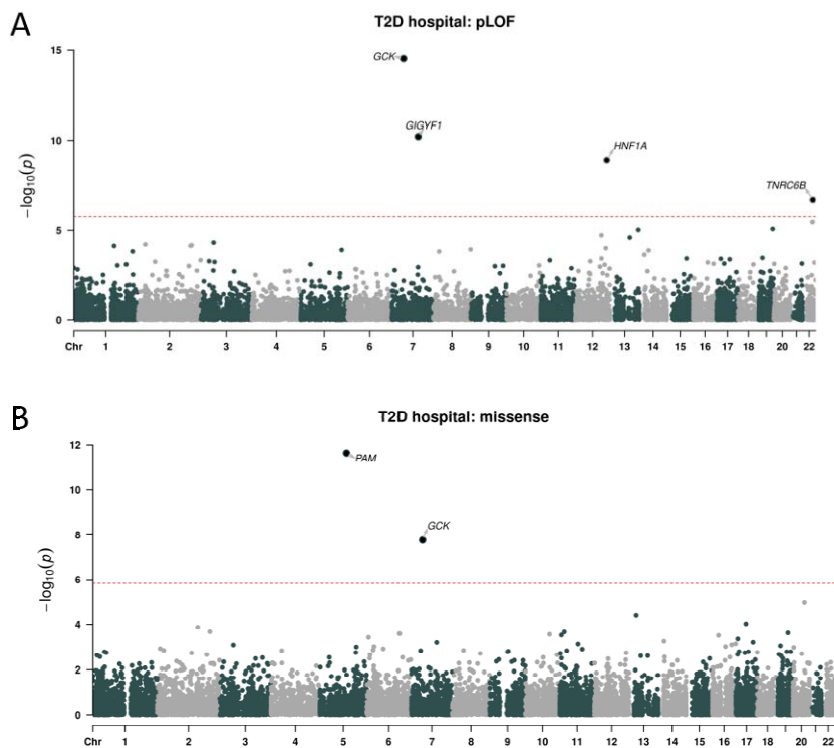 A
T2D hospital: pLOF
−log10(p)
15
10
5
0
GCK
GIGYF1
HNF1A
TNRC6B
Chr 1 2 3 4 5 6 7 8 9 10 11 12 13 14 15 16 17 18 19 20 22
B
T2D hospital: missense
−log10(p)
12
10
8
6
4
2
0
PAM
GCK
Chr 1 2 3 4 5 6 7 8 9 10 11 12 13 14 15 16 17 18 19 20 22